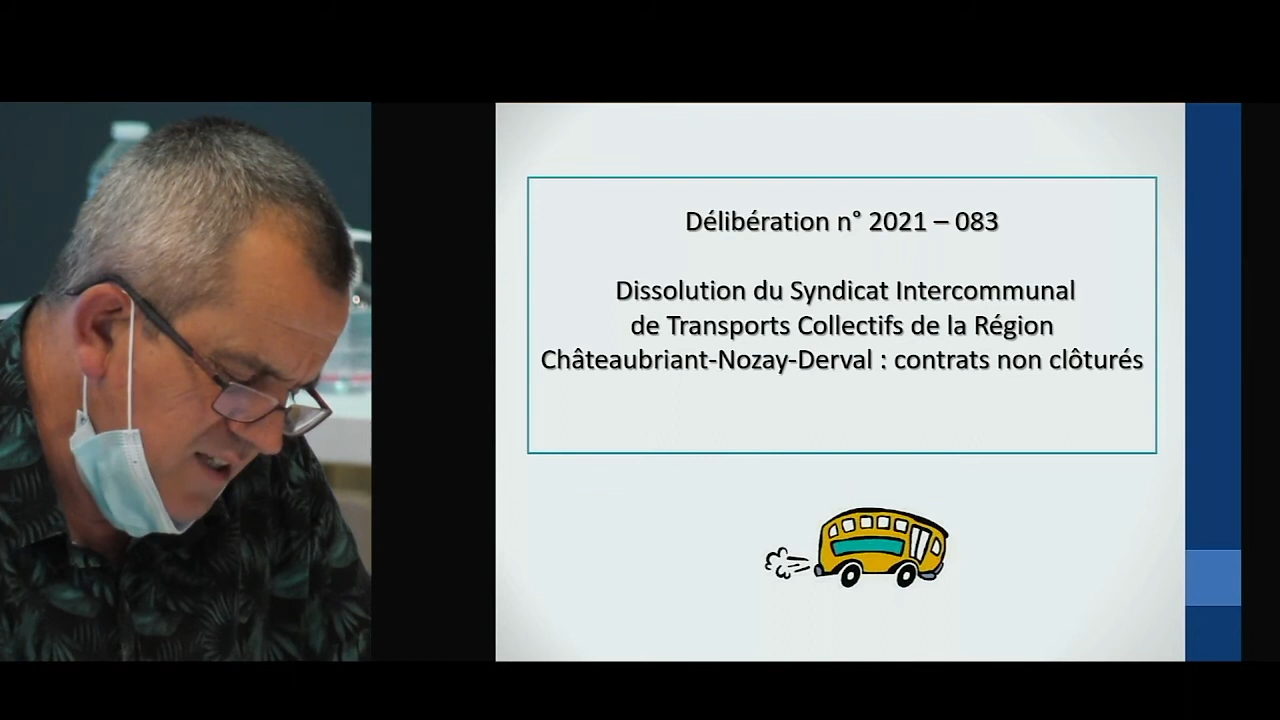 Délibération n° 2021 – 083
Dissolution du Syndicat Intercommunal
de Transports Collectifs de la Région
Châteaubriant-Nozay-Derval : contrats non clôturés